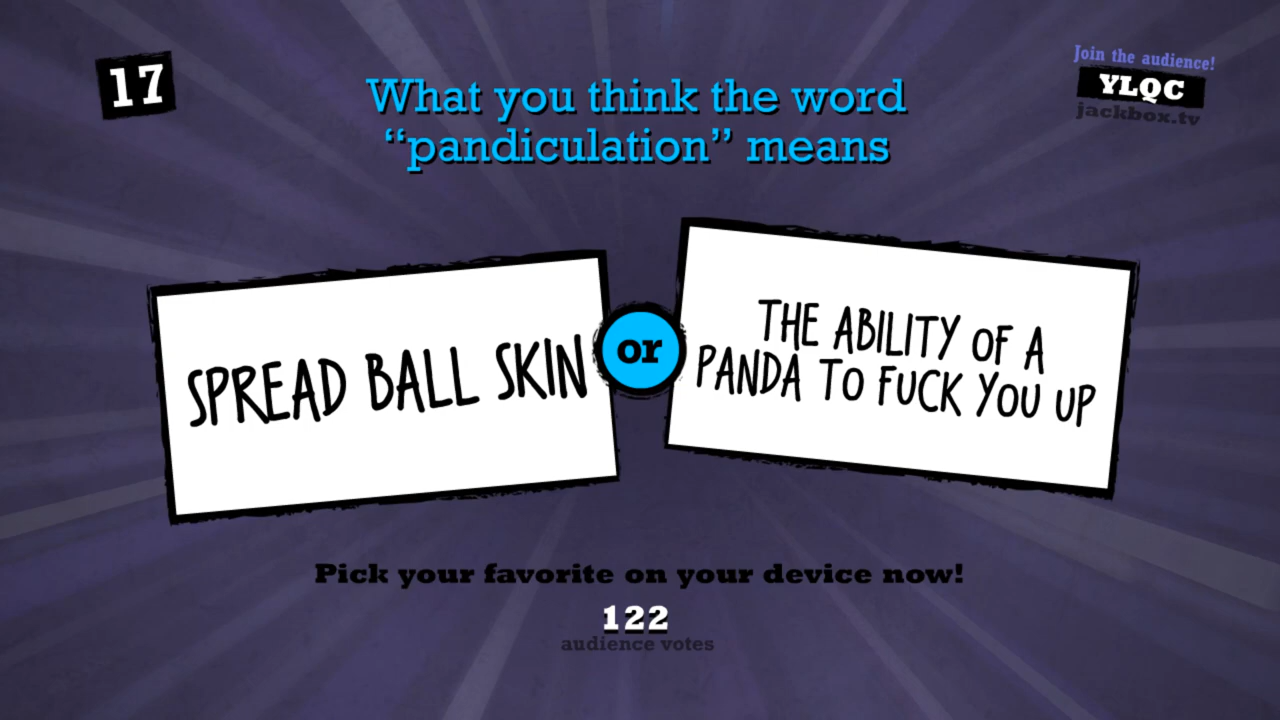 17
What you think the word
“pandiculation” means
Join the audience!
YLQC
jackbox.tv
SPREAD BALL SKIN
or
THE ABILITY OF A
PANDA TO FUCK YOU UP
Pick your favorite on your device now!
122
audience votes